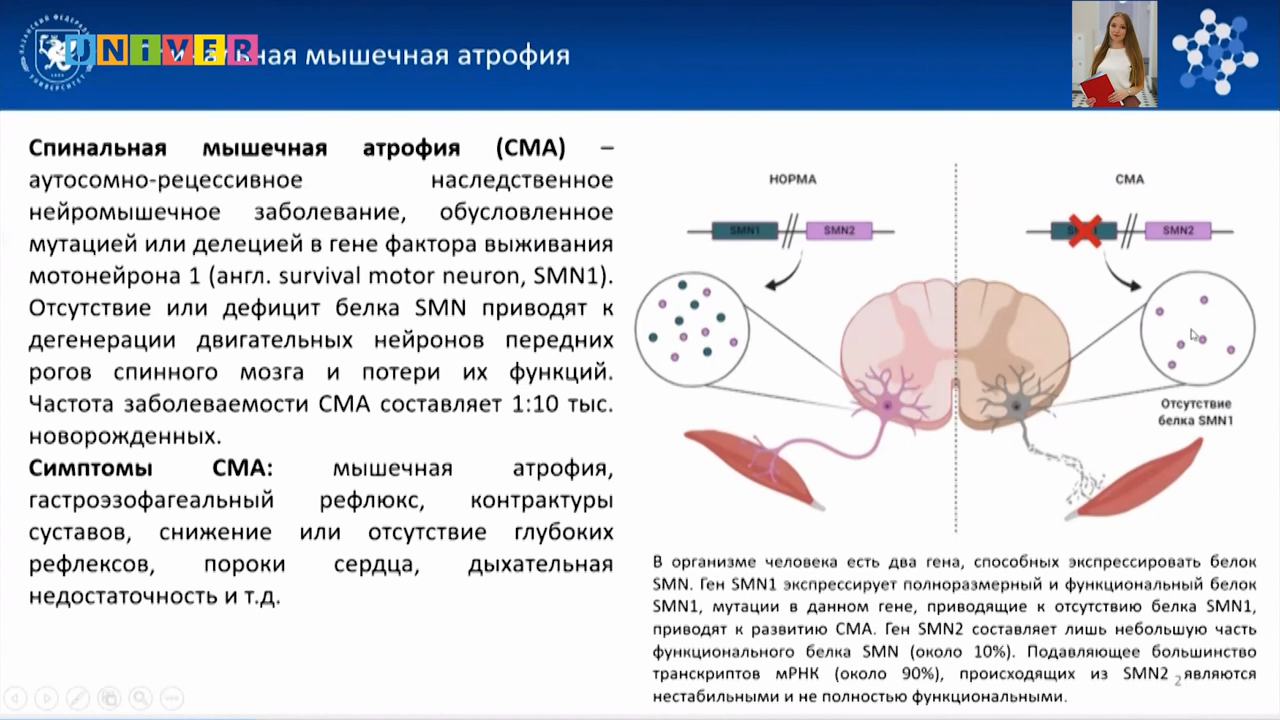 UNIVER
мышечная атрофия
Спинальная мышечная атрофия (СМА) –
аутосомно-рецессивное наследственное
нейромышечное заболевание, обусловленное
мутацией или делецией в гене фактора выживания
мотонейрона 1 (англ. survival motor neuron, SMN1).
Отсутствие или дефицит белка SMN приводят к
дегенерации двигательных нейронов передних
рогов спинного мозга и потери их функций.
Частота заболеваемости СМА составляет 1:10 тыс.
новорожденных.
Симптомы СМА: мышечная атрофия,
гастроэзофагеальный рефлюкс, контрактуры
суставов, снижение или отсутствие глубоких
рефлексов, пороки сердца, дыхательная
недостаточность и т.д.
НОРМА
СМА
SMN1
SMN2
SMN2
Отсутствие
белка SMN1
В организме человека есть два гена, способных экспрессировать белок
SMN. Ген SMN1 экспрессирует полноразмерный и функциональный белок
SMN1, мутации в данном гене, приводящие к отсутствию белка SMN1,
приводят к развитию СМА. Ген SMN2 составляет лишь небольшую часть
функционального белка SMN (около 10%). Подавляющее большинство
транскриптов мРНК (около 90%), происходящих из SMN2 являются
нестабильными и не полностью функциональными.
2